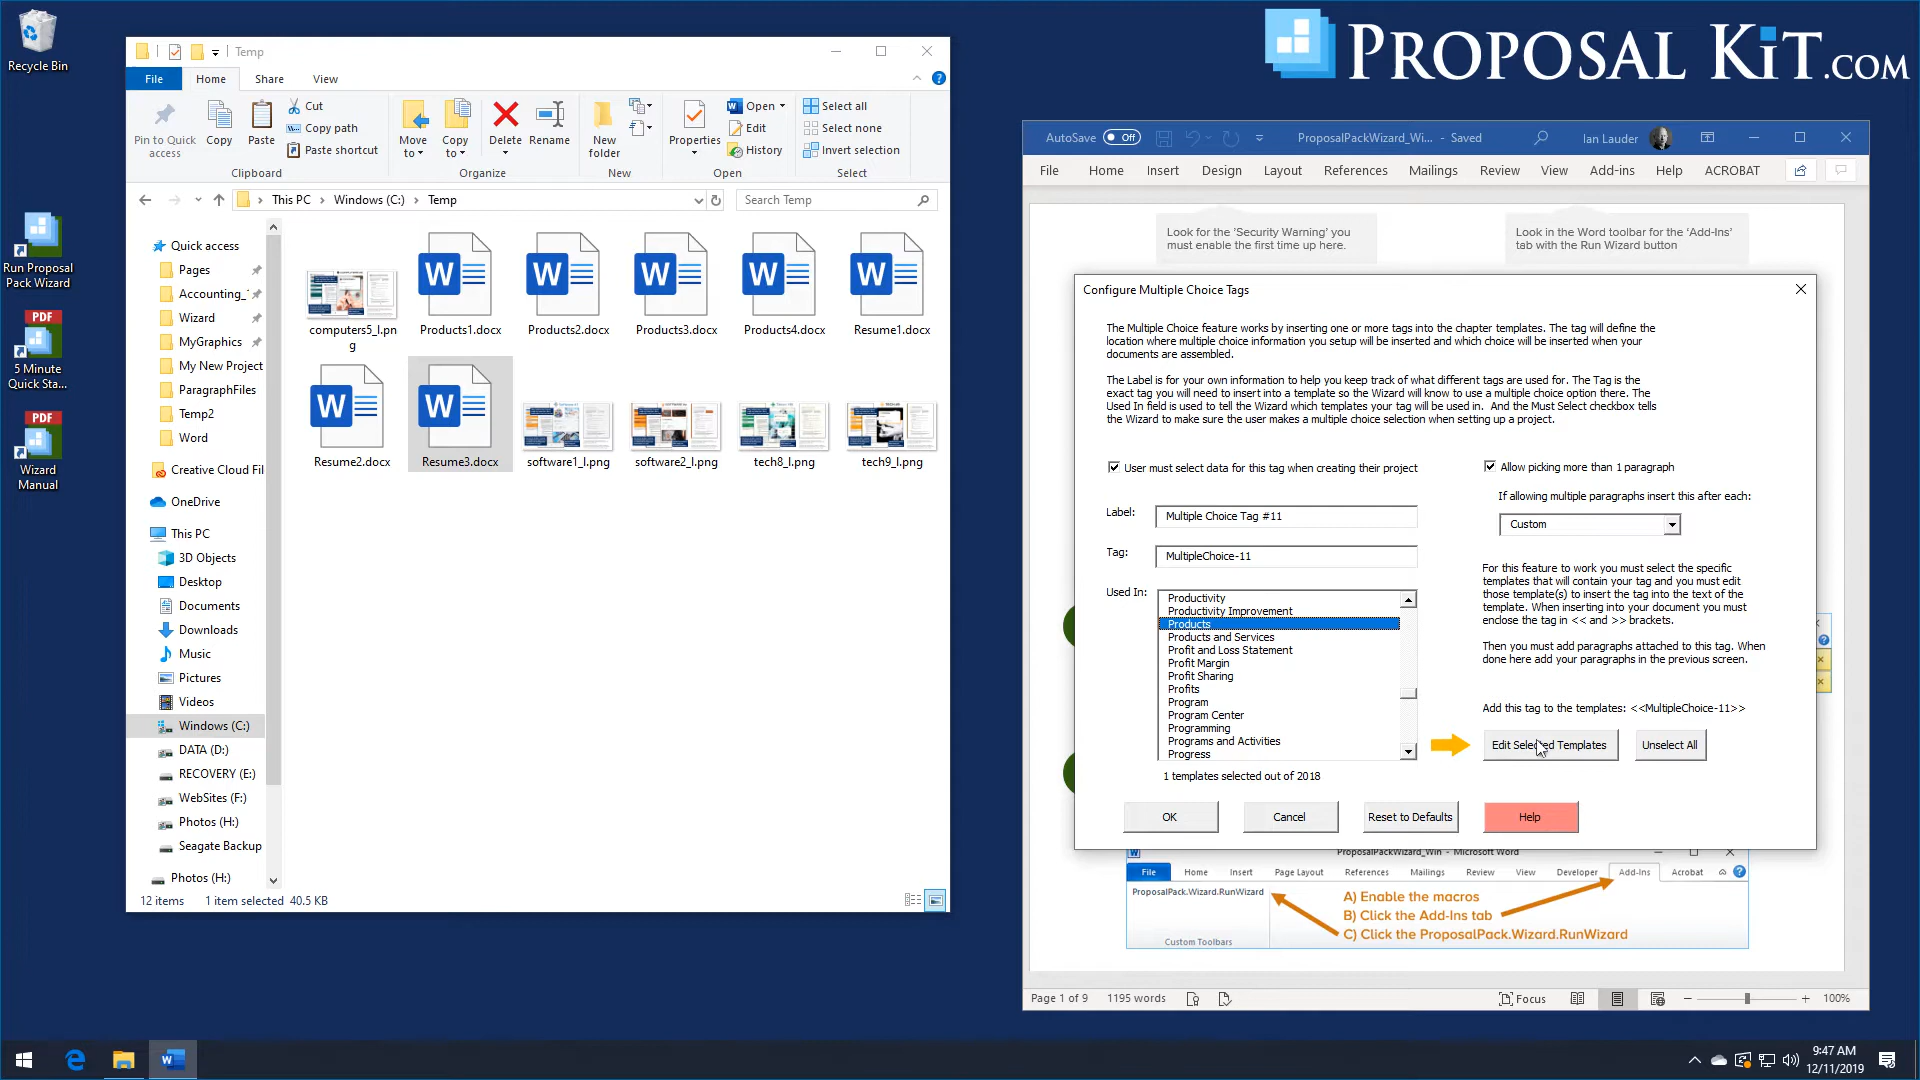 Recycle Bin
Run Proposal
Pack Wizard
PDF
5 Minute
Quick Sta...
PDF
Wizard
Manual
PROPOSAL KIT.COM
Temp
File
Home
Share
View
Pin to Quick
access
Copy
Paste
Cut
Copy path
Paste shortcut
Clipboard
Move
to
Copy
to
Delete
Rename
Organize
New
folder
New
Properties
Open
Edit
History
Open
Select all
Select none
Invert selection
Select
This PC
Windows (C:)
Temp
Search Temp
Quick access
Pages
Accounting_
Wizard
MyGraphics
My New Project
ParagraphFiles
Temp2
Word
Creative Cloud Fil
OneDrive
This PC
3D Objects
Desktop
Documents
Downloads
Music
Pictures
Videos
Windows (C:)
DATA (D:)
RECOVERY (E:)
WebSites (F:)
Photos (H:)
Seagate Backup
Photos (H:)
computers5_l.pn
g
Products1.docx
Products2.docx
Products3.docx
Products4.docx
Resume1.docx
Resume2.docx
Resume3.docx
software1_l.png
software2_l.png
tech8_l.png
tech9_l.png
12 items
1 item selected
40.5 KB
AutoSave
Off
ProposalPackWizard_Wi... - Saved
Ian Lauder
File
Home
Insert
Design
Layout
References
Mailings
Review
View
Add-ins
Help
ACROBAT
Look for the 'Security Warning' you
must enable the first time up here.
Look in the Word toolbar for the 'Add-Ins'
tab with the Run Wizard button
Configure Multiple Choice Tags
The Multiple Choice feature works by inserting one or more tags into the chapter templates. The tag will define the
location where multiple choice information you setup will be inserted and which choice will be inserted when your
documents are assembled.
The Label is for your own information to help you keep track of what different tags are used for. The Tag is the
exact tag you will need to insert into a template so the Wizard will know to use a multiple choice option there. The
Used In field is used to tell the Wizard which templates your tag will be used in. And the Must Select checkbox tells
the Wizard to make sure the user makes a multiple choice selection when setting up a project.
User must select data for this tag when creating their project
Allow picking more than 1 paragraph
If allowing multiple paragraphs insert this after each:
Custom
Label:
Multiple Choice Tag #11
Tag:
MultipleChoice-11
Used In:
Productivity
Productivity Improvement
Products
Products and Services
Profit and Loss Statement
Profit Margin
Profit Sharing
Profits
Program
Program Center
Programming
Programs and Activities
Progress
1 templates selected out of 2018
For this feature to work you must select the specific
templates that will contain your tag and you must edit
those template(s) to insert the tag into the text of the
template. When inserting into your document you must
enclose the tag in << and >> brackets.
Then you must add paragraphs attached to this tag. When
done here add your paragraphs in the previous screen.
Add this tag to the templates: <<MultipleChoice-11>>
Edit Selected Templates
Unselect All
OK
Cancel
Reset to Defaults
Help
ProposalPackWizard_Win - Microsoft Word
File
Home
Insert
Page Layout
References
Mailings
Review
View
Developer
Add-Ins
Acrobat
ProposalPack.Wizard.RunWizard
A) Enable the macros
B) Click the Add-Ins tab
C) Click the ProposalPack.Wizard.RunWizard
Custom Toolbars
Page 1 of 9
1195 words
Focus
100%
9:47 AM
12/11/2019